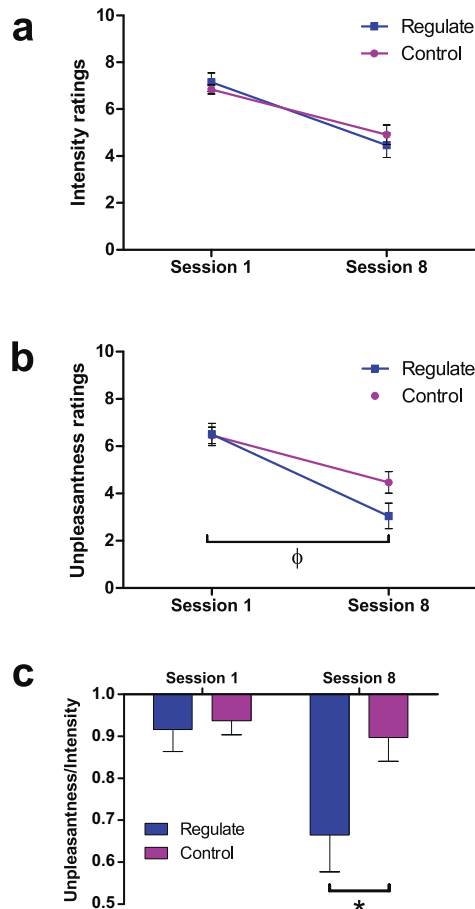 a
10
8
6
4
2
0
Intensity ratings
Regulate
Control
Session 1 Session 8
b
10
8
6
4
2
0
Unpleasantness ratings
Regulate
Control
ϕ
Session 1 Session 8
c
Session 1 Session 8
1.0
0.9
0.8
0.7
0.6
0.5
Unpleasantness/Intensity
Regulate
Control
*